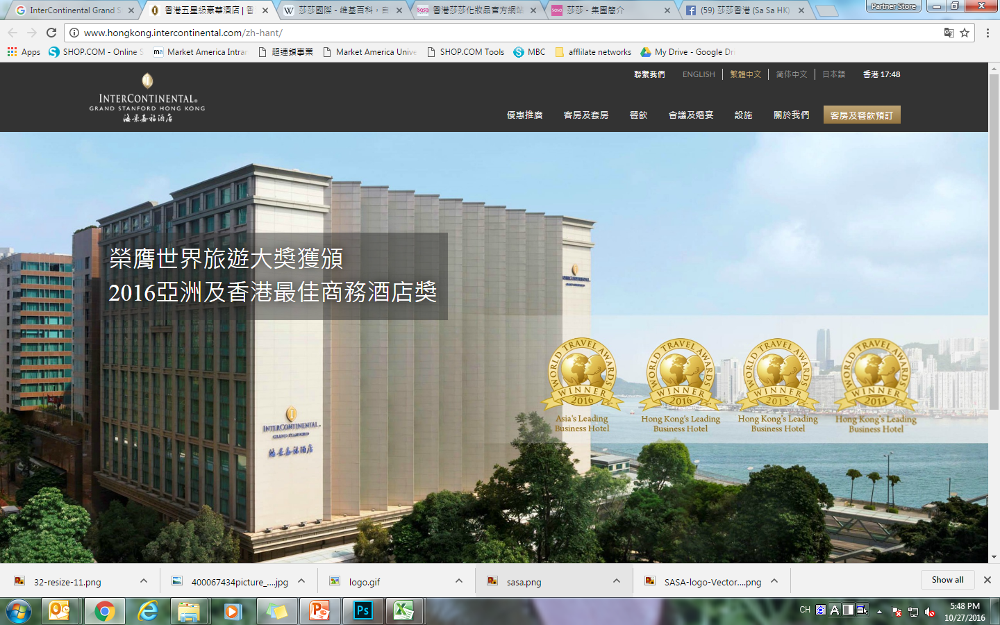 InterContinental Grand S
香港五星級豪華酒店 | 香
莎莎國際 - 維基百科，自
香港莎莎化妝品官方網站
莎莎 - 集團簡介
(59) 莎莎香港 (Sa Sa HK)
Partner Store
www.hongkong.intercontinental.com/zh-hant/
Apps
SHOP.COM - Online S
Market America Intran
超連鎖事業
Market America Unive
SHOP.COM Tools
MBC
afflilate networks
My Drive - Google Dri
聯繫我們
ENGLISH
繁體中文
简体中文
日本語
香港 17:48
INTERCONTINENTAL®
GRAND STANFORD HONG KONG
海景嘉福酒店
優惠推廣
客房及套房
餐飲
會議及婚宴
設施
關於我們
客房及餐飲預訂
榮膺世界旅遊大獎獲頒
2016亞洲及香港最佳商務酒店獎
INTERCONTINENTAL
INTERCONTINENTAL
GRAND STANFORD
海景嘉福酒店
WORLD TRAVEL AWARDS
WINNER
2016
Asia's Leading
Business Hotel
WORLD TRAVEL AWARDS
WINNER
2016
Hong Kong's Leading
Business Hotel
WORLD TRAVEL AWARDS
WINNER
2015
Hong Kong's Leading
Business Hotel
WORLD TRAVEL AWARDS
WINNER
2014
Hong Kong's Leading
Business Hotel
32-resize-11.png
400067434picture_....jpg
logo.gif
sasa.png
SASA-logo-Vector....png
Show all
Ps
CH
5:48 PM
10/27/2016